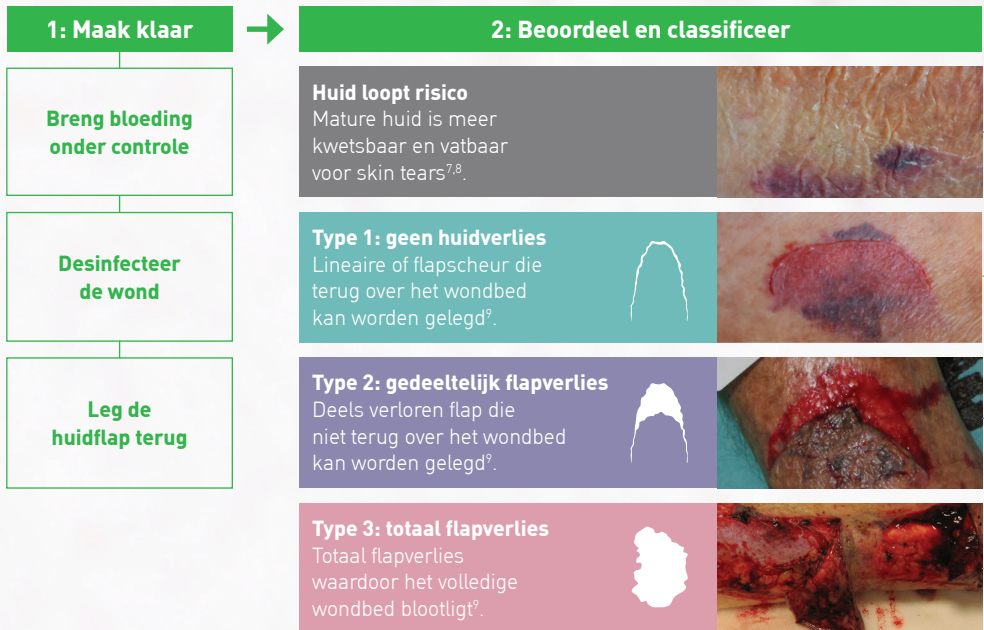 1: Maak klaar
2: Beoordeel en classificeer
Breng bloeding
onder controle
Desinfecteer
de wond
Leg de
huidflap terug
Huid loopt risico
Mature huid is meer
kwetsbaar en vatbaar
voor skin tears⁷,⁸.
Type 1: geen huidverlies
Lineaire of flapscheur die
terug over het wondbed
kan worden gelegd⁹.
Type 2: gedeeltelijk flapverlies
Deels verloren flap die
niet terug over het wondbed
kan worden gelegd⁹.
Type 3: totaal flapverlies
Totaal flapverlies
waardoor het volledige
wondbed blootligt⁹.